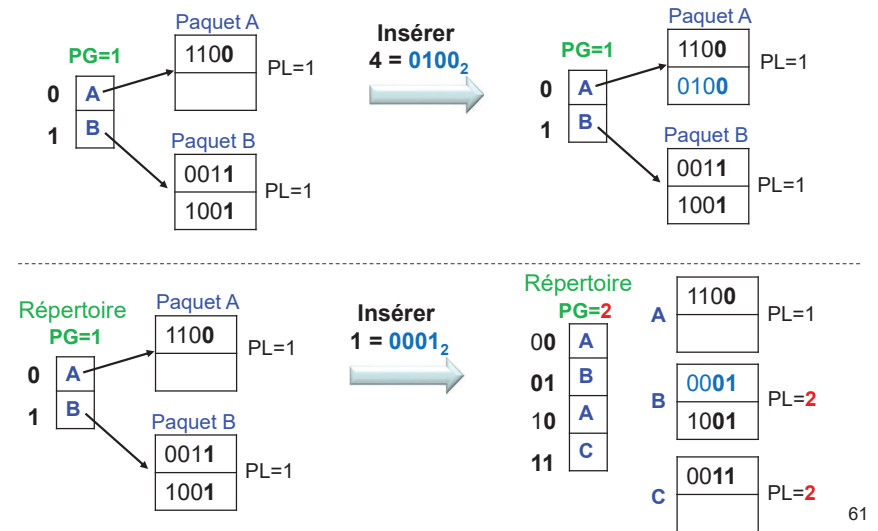 Paquet A
PG=1
1100
PL=1
0 A
1 B
Paquet B
0011
1001
PL=1
Insérer
4 = 0100₂
Paquet A
PG=1
1100
0100
PL=1
0 A
1 B
Paquet B
0011
1001
PL=1
Répertoire
PG=1
Paquet A
1100
PL=1
0 A
1 B
Paquet B
0011
1001
PL=1
Insérer
1 = 0001₂
Répertoire
PG=2
00 A
01 B
10 A
11 C
A
1100
PL=1
B
0001
1001
PL=2
C
0011
PL=2
61